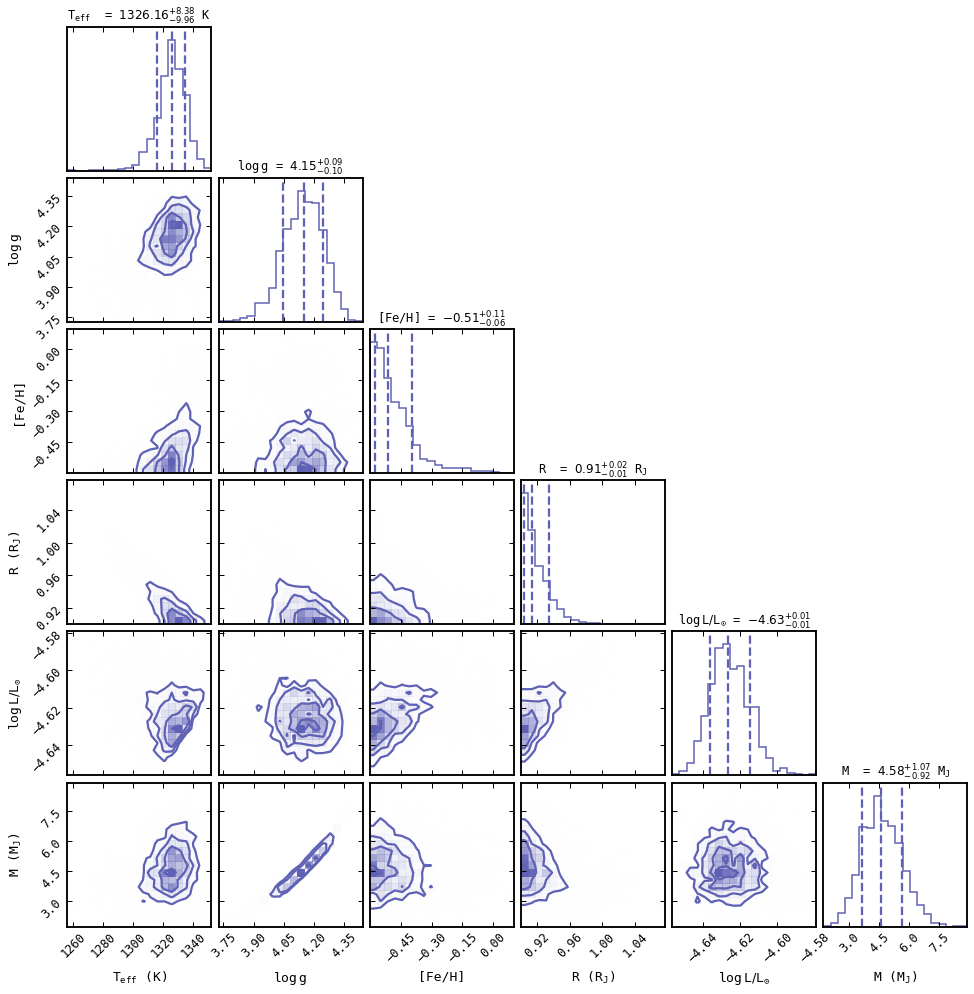 T_eff = 1326.16 +8.38 −9.96 K
log g = 4.15 +0.09 −0.10
log g
4.35
4.20
4.05
3.90
3.75
[Fe/H] = −0.51 +0.11 −0.06
[Fe/H]
0.00
−0.15
−0.30
−0.45
R = 0.91 +0.02 −0.01 R_J
R (R_J)
1.04
1.00
0.96
0.92
log L/L☉ = −4.63 +0.01 −0.01
log L/L☉
−4.58
−4.60
−4.62
−4.64
M = 4.58 +1.07 −0.92 M_J
M (M_J)
7.5
6.0
4.5
3.0
1260 1280 1300 1320 1340
3.75 3.90 4.05 4.20 4.35
−0.45 −0.30 −0.15 0.00
0.92 0.96 1.00 1.04
−4.64 −4.62 −4.60 −4.58
3.0 4.5 6.0 7.5
T_eff (K) log g [Fe/H] R (R_J) log L/L☉ M (M_J)